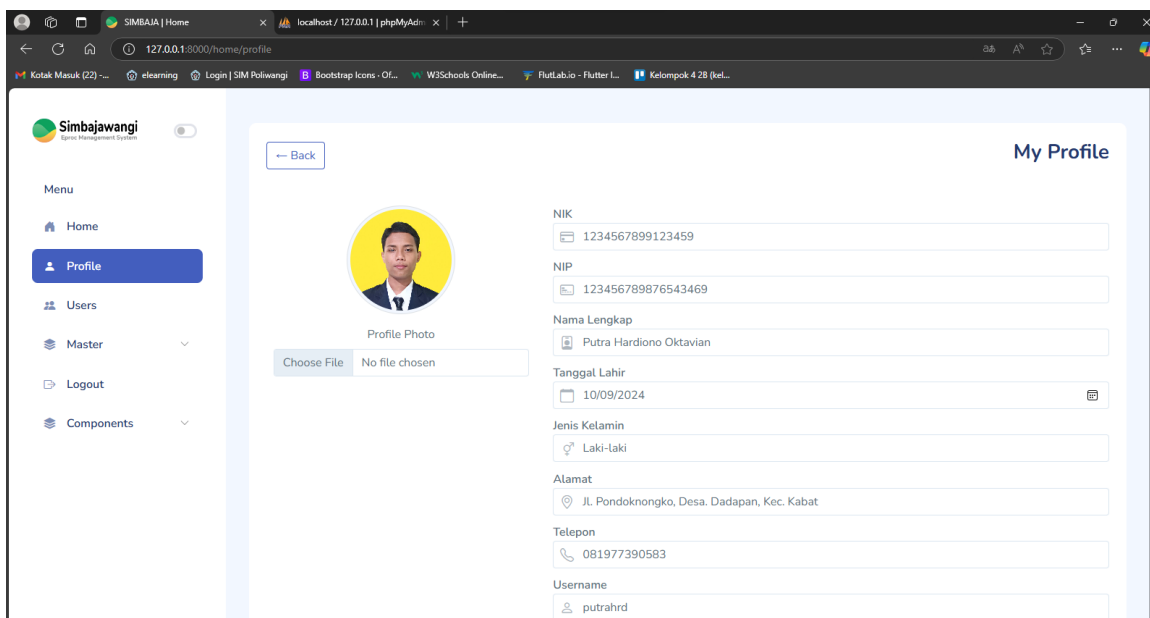 SIMBAJA | Home
localhost / 127.0.0.1 | phpMyAdm
127.0.0.1:8000/home/profile
Kotak Masuk (22) -...
elearning
Login | SIM Poliwangi
Bootstrap Icons · Of...
W3Schools Online...
FlutLab.io - Flutter I...
Kelompok 4 2B (kel...
Simbajawangi
Eproc Management System
Menu
Home
Profile
Users
Master
Logout
Components
← Back
My Profile
Profile Photo
Choose File No file chosen
NIK
1234567899123459
NIP
123456789876543469
Nama Lengkap
Putra Hardiono Oktavian
Tanggal Lahir
10/09/2024
Jenis Kelamin
Laki-laki
Alamat
Jl. Pondoknongko, Desa. Dadapan, Kec. Kabat
Telepon
081977390583
Username
putrahrd